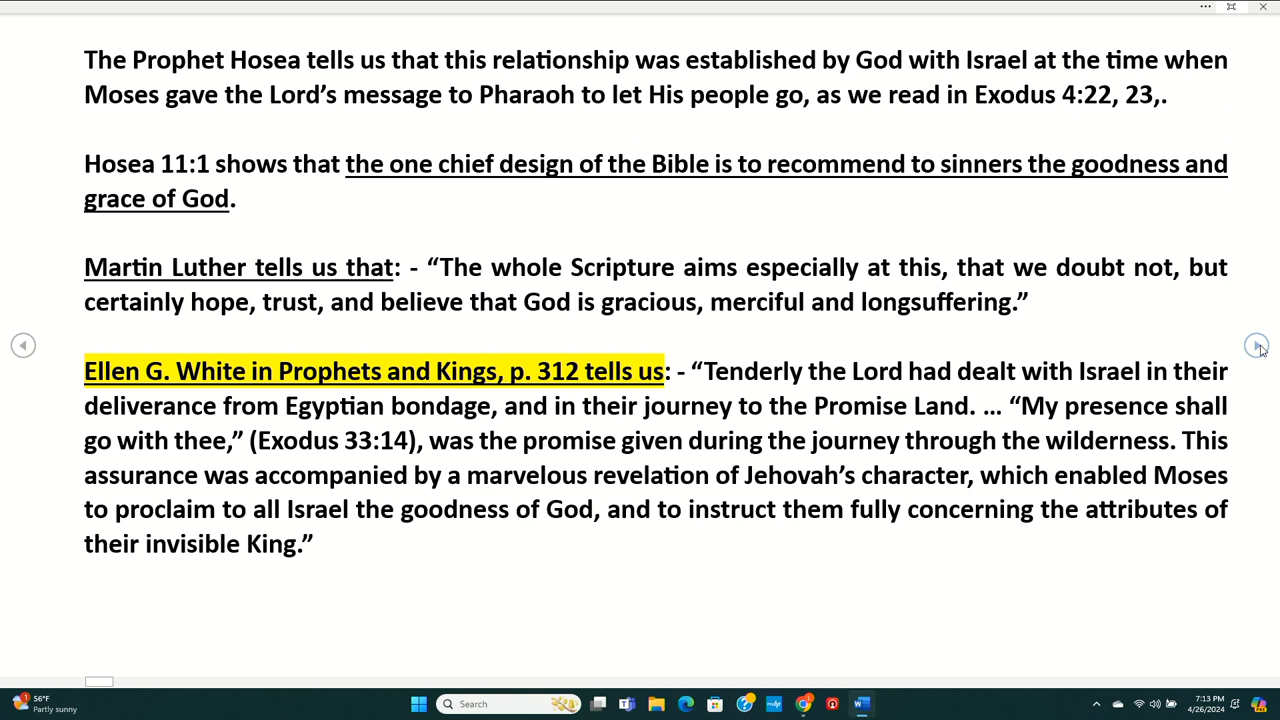 The Prophet Hosea tells us that this relationship was established by God with Israel at the time when
Moses gave the Lord’s message to Pharaoh to let His people go, as we read in Exodus 4:22, 23,.
Hosea 11:1 shows that the one chief design of the Bible is to recommend to sinners the goodness and
grace of God.
Martin Luther tells us that: - “The whole Scripture aims especially at this, that we doubt not, but
certainly hope, trust, and believe that God is gracious, merciful and longsuffering.”
Ellen G. White in Prophets and Kings, p. 312 tells us: - “Tenderly the Lord had dealt with Israel in their
deliverance from Egyptian bondage, and in their journey to the Promise Land. … “My presence shall
go with thee,” (Exodus 33:14), was the promise given during the journey through the wilderness. This
assurance was accompanied by a marvelous revelation of Jehovah’s character, which enabled Moses
to proclaim to all Israel the goodness of God, and to instruct them fully concerning the attributes of
their invisible King.”
1
56°F
Partly sunny
Search
7:13 PM
4/26/2024